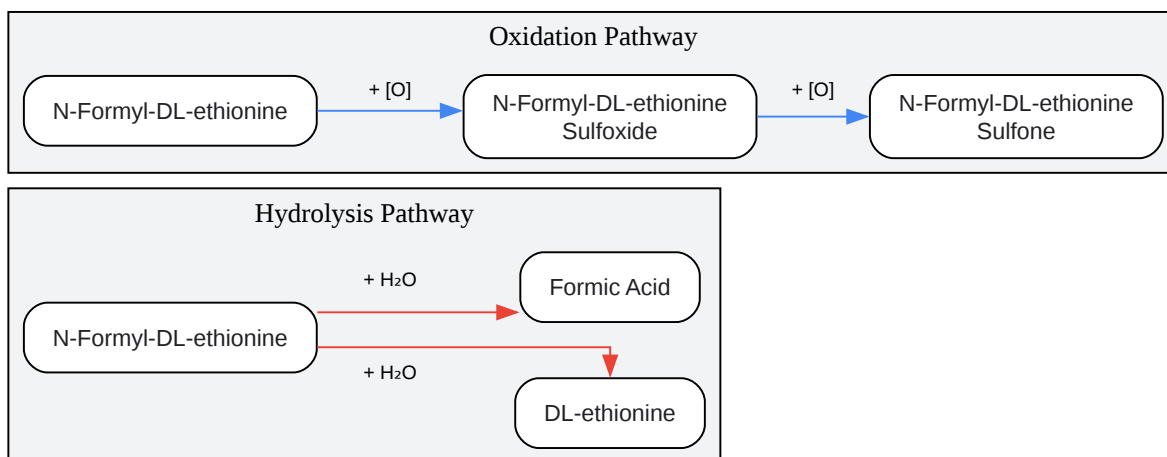 Oxidation Pathway
N-Formyl-DL-ethionine
+ [O]
N-Formyl-DL-ethionine
Sulfoxide
+ [O]
N-Formyl-DL-ethionine
Sulfone
Hydrolysis Pathway
N-Formyl-DL-ethionine
+ H₂O
Formic Acid
+ H₂O
DL-ethionine